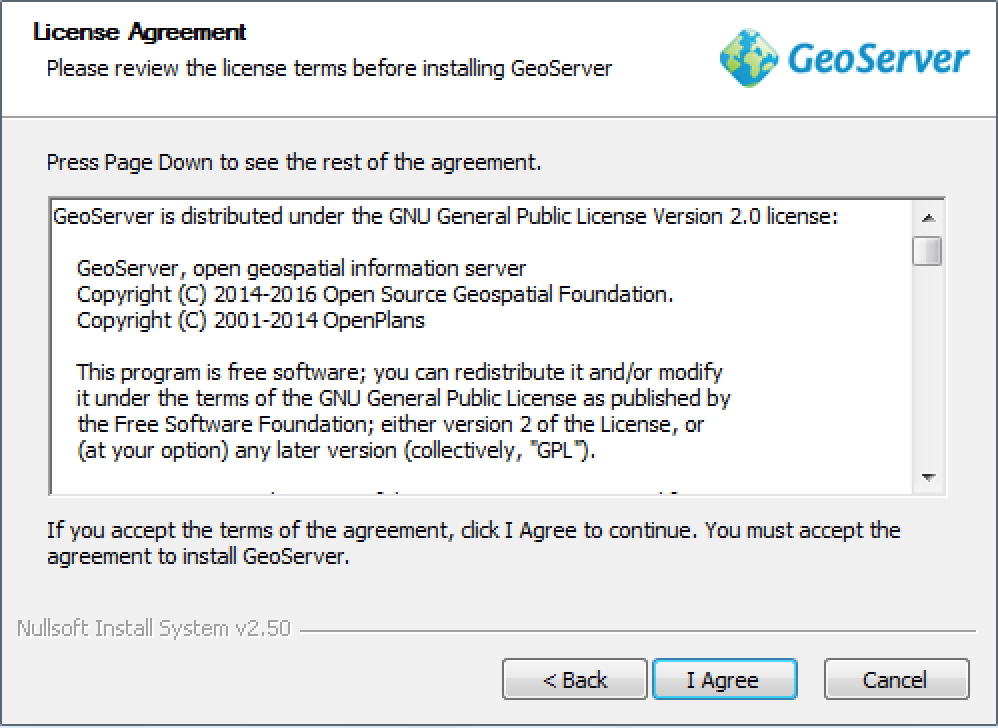 License Agreement
Please review the license terms before installing GeoServer
GeoServer
Press Page Down to see the rest of the agreement.
GeoServer is distributed under the GNU General Public License Version 2.0 license:
GeoServer, open geospatial information server
Copyright (C) 2014-2016 Open Source Geospatial Foundation.
Copyright (C) 2001-2014 OpenPlans
This program is free software; you can redistribute it and/or modify
it under the terms of the GNU General Public License as published by
the Free Software Foundation; either version 2 of the License, or
(at your option) any later version (collectively, "GPL").
If you accept the terms of the agreement, click I Agree to continue. You must accept the
agreement to install GeoServer.
Nullsoft Install System v2.50
< Back
I Agree
Cancel